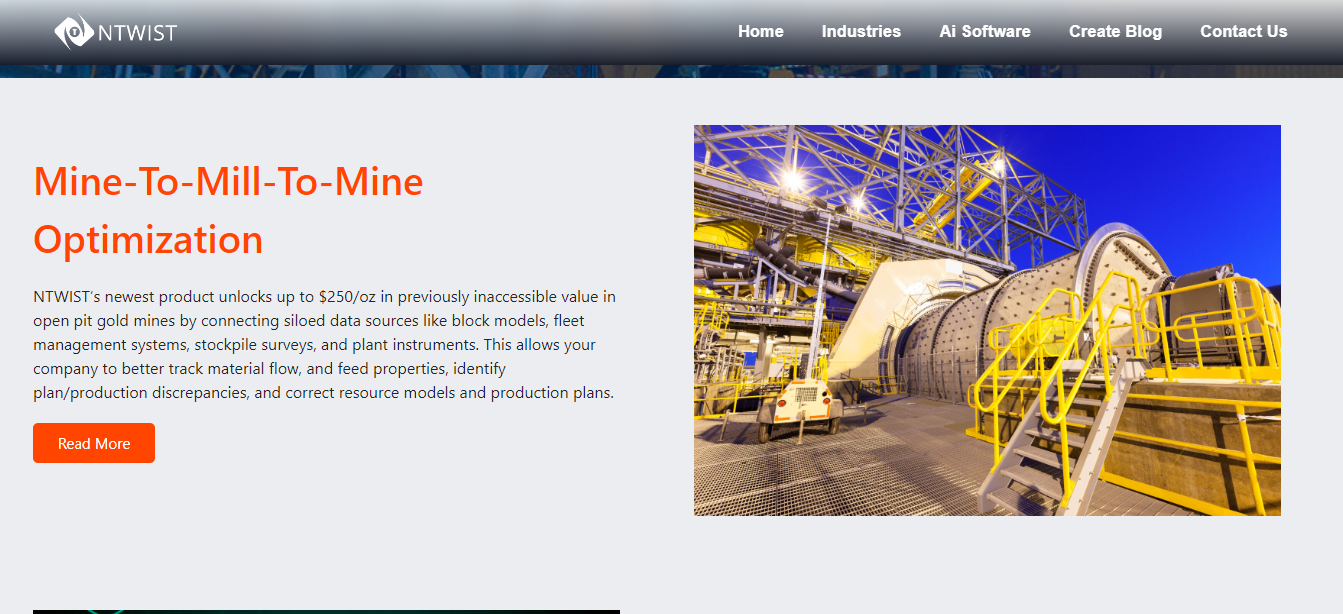 NTWIST
Home Industries Ai Software Create Blog Contact Us
Mine-To-Mill-To-Mine
Optimization
NTWIST's newest product unlocks up to $250/oz in previously inaccessible value in
open pit gold mines by connecting siloed data sources like block models, fleet
management systems, stockpile surveys, and plant instruments. This allows your
company to better track material flow, and feed properties, identify
plan/production discrepancies, and correct resource models and production plans.
Read More